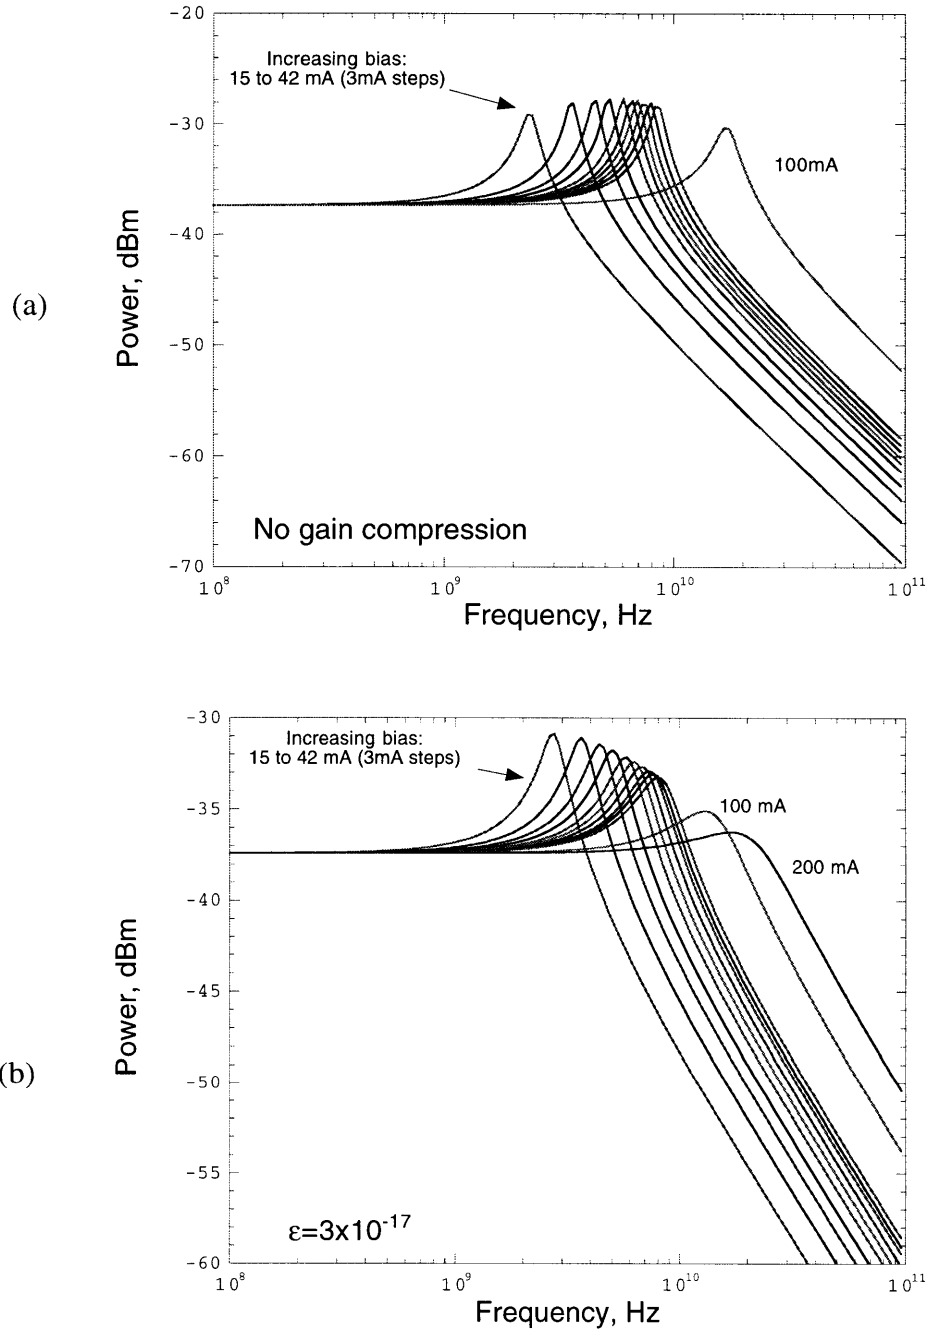 -20
Increasing bias:
15 to 42 mA (3mA steps)
-30
100mA
-40
(a)
Power, dBm
-50
-60
No gain compression
-70
10^8
10^9
10^10
10^11
Frequency, Hz
-30
Increasing bias:
15 to 42 mA (3mA steps)
-35
100 mA
200 mA
-40
Power, dBm
-45
(b)
-50
-55
ε=3x10^-17
-60
10^8
10^9
10^10
10^11
Frequency, Hz